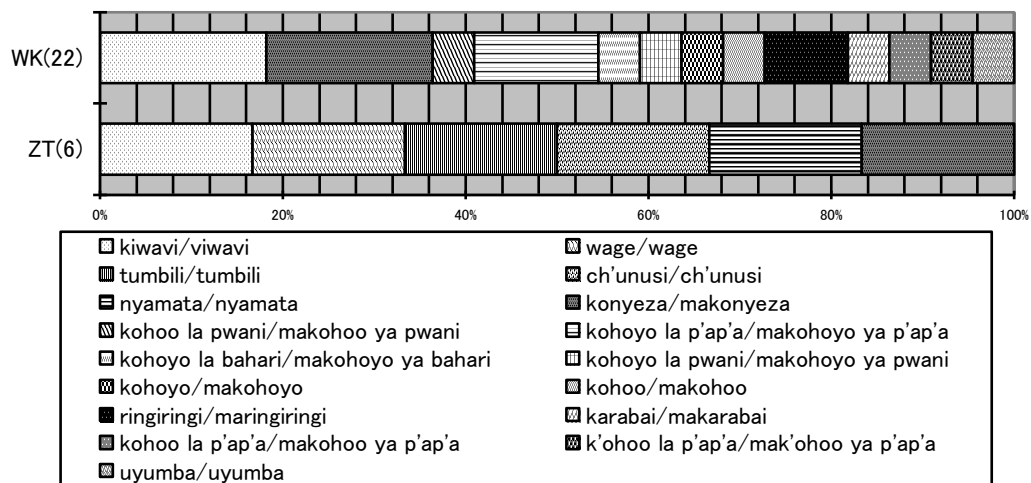 WK(22)
ZT(6)
0% 20% 40% 60% 80% 100%
kiwavi/viwavi wage/wage
tumbili/tumbili ch'unusi/ch'unusi
nyamata/nyamata konyeza/makonyeza
kohoo la pwani/makohoo ya pwani kohoyo la p'ap'a/makohoyo ya p'ap'a
kohoyo la bahari/makohoyo ya bahari kohoyo la pwani/makohoyo ya pwani
kohoyo/makohoyo kohoo/makohoo
ringiringi/maringiringi karabai/makarabai
kohoo la p'ap'a/makohoo ya p'ap'a k'ohoo la p'ap'a/mak'ohoo ya p'ap'a
uyumba/uyumba